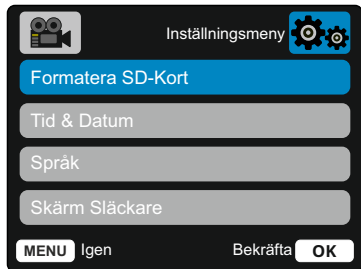 Inställningsmeny
Formatera SD-Kort
Tid & Datum
Språk
Skärm Släckare
MENU Igen Bekräfta OK